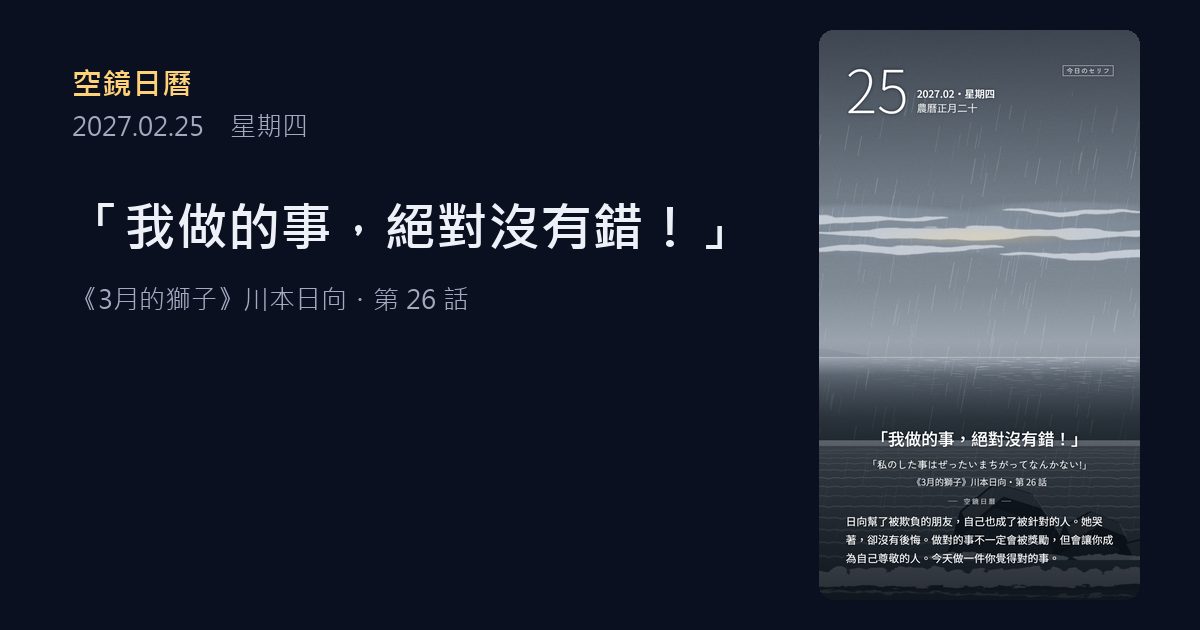 空鏡日曆
2027.02.25 星期四
「我做的事，絕對沒有錯！」
《3月的獅子》川本日向・第 26 話
今日のセリフ
25
2027.02・星期四
農曆正月二十
「我做的事，絕對沒有錯！」
「私のした事はぜったいまちがってなんかない!」
《3月的獅子》川本日向・第 26 話
— 空鏡日曆 —
日向幫了被欺負的朋友，自己也成了被針對的人。她哭
著，卻沒有後悔。做對的事不一定會被獎勵，但會讓你成
為自己尊敬的人。今天做一件你覺得對的事。